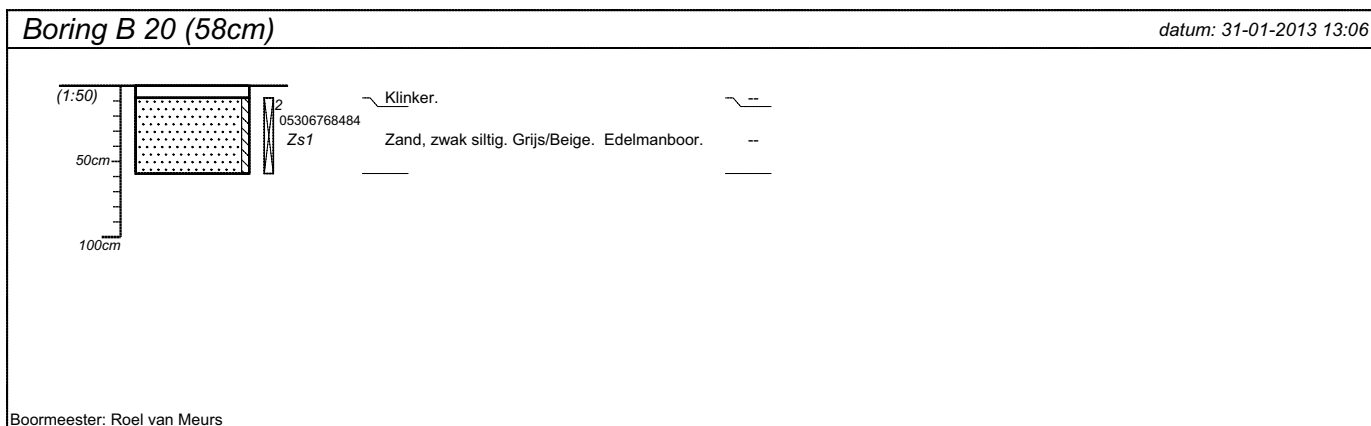 Boring B 20 (58cm)
datum: 31-01-2013 13:06
(1:50)
2
Klinker.
--
05306768484
Zs1
Zand, zwak siltig. Grijs/Beige. Edelmanboor.
--
50cm
100cm
Boormeester: Roel van Meurs